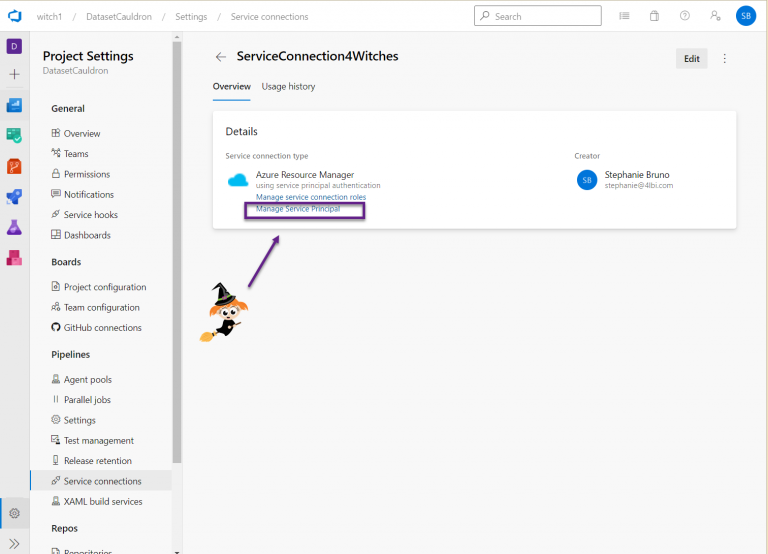 witch1 / DatasetCauldron / Settings / Service connections
Search
SB
D
Project Settings
DatasetCauldron
General
Overview
Teams
Permissions
Notifications
Service hooks
Dashboards
Boards
Project configuration
Team configuration
GitHub connections
Pipelines
Agent pools
Parallel jobs
Settings
Test management
Release retention
Service connections
XAML build services
Repos
Repositories
ServiceConnection4Witches
Edit
Overview
Usage history
Details
Service connection type
Azure Resource Manager
using service principal authentication
Manage service connection roles
Manage Service Principal
Creator
SB
Stephanie Bruno
stephanie@4lbi.com